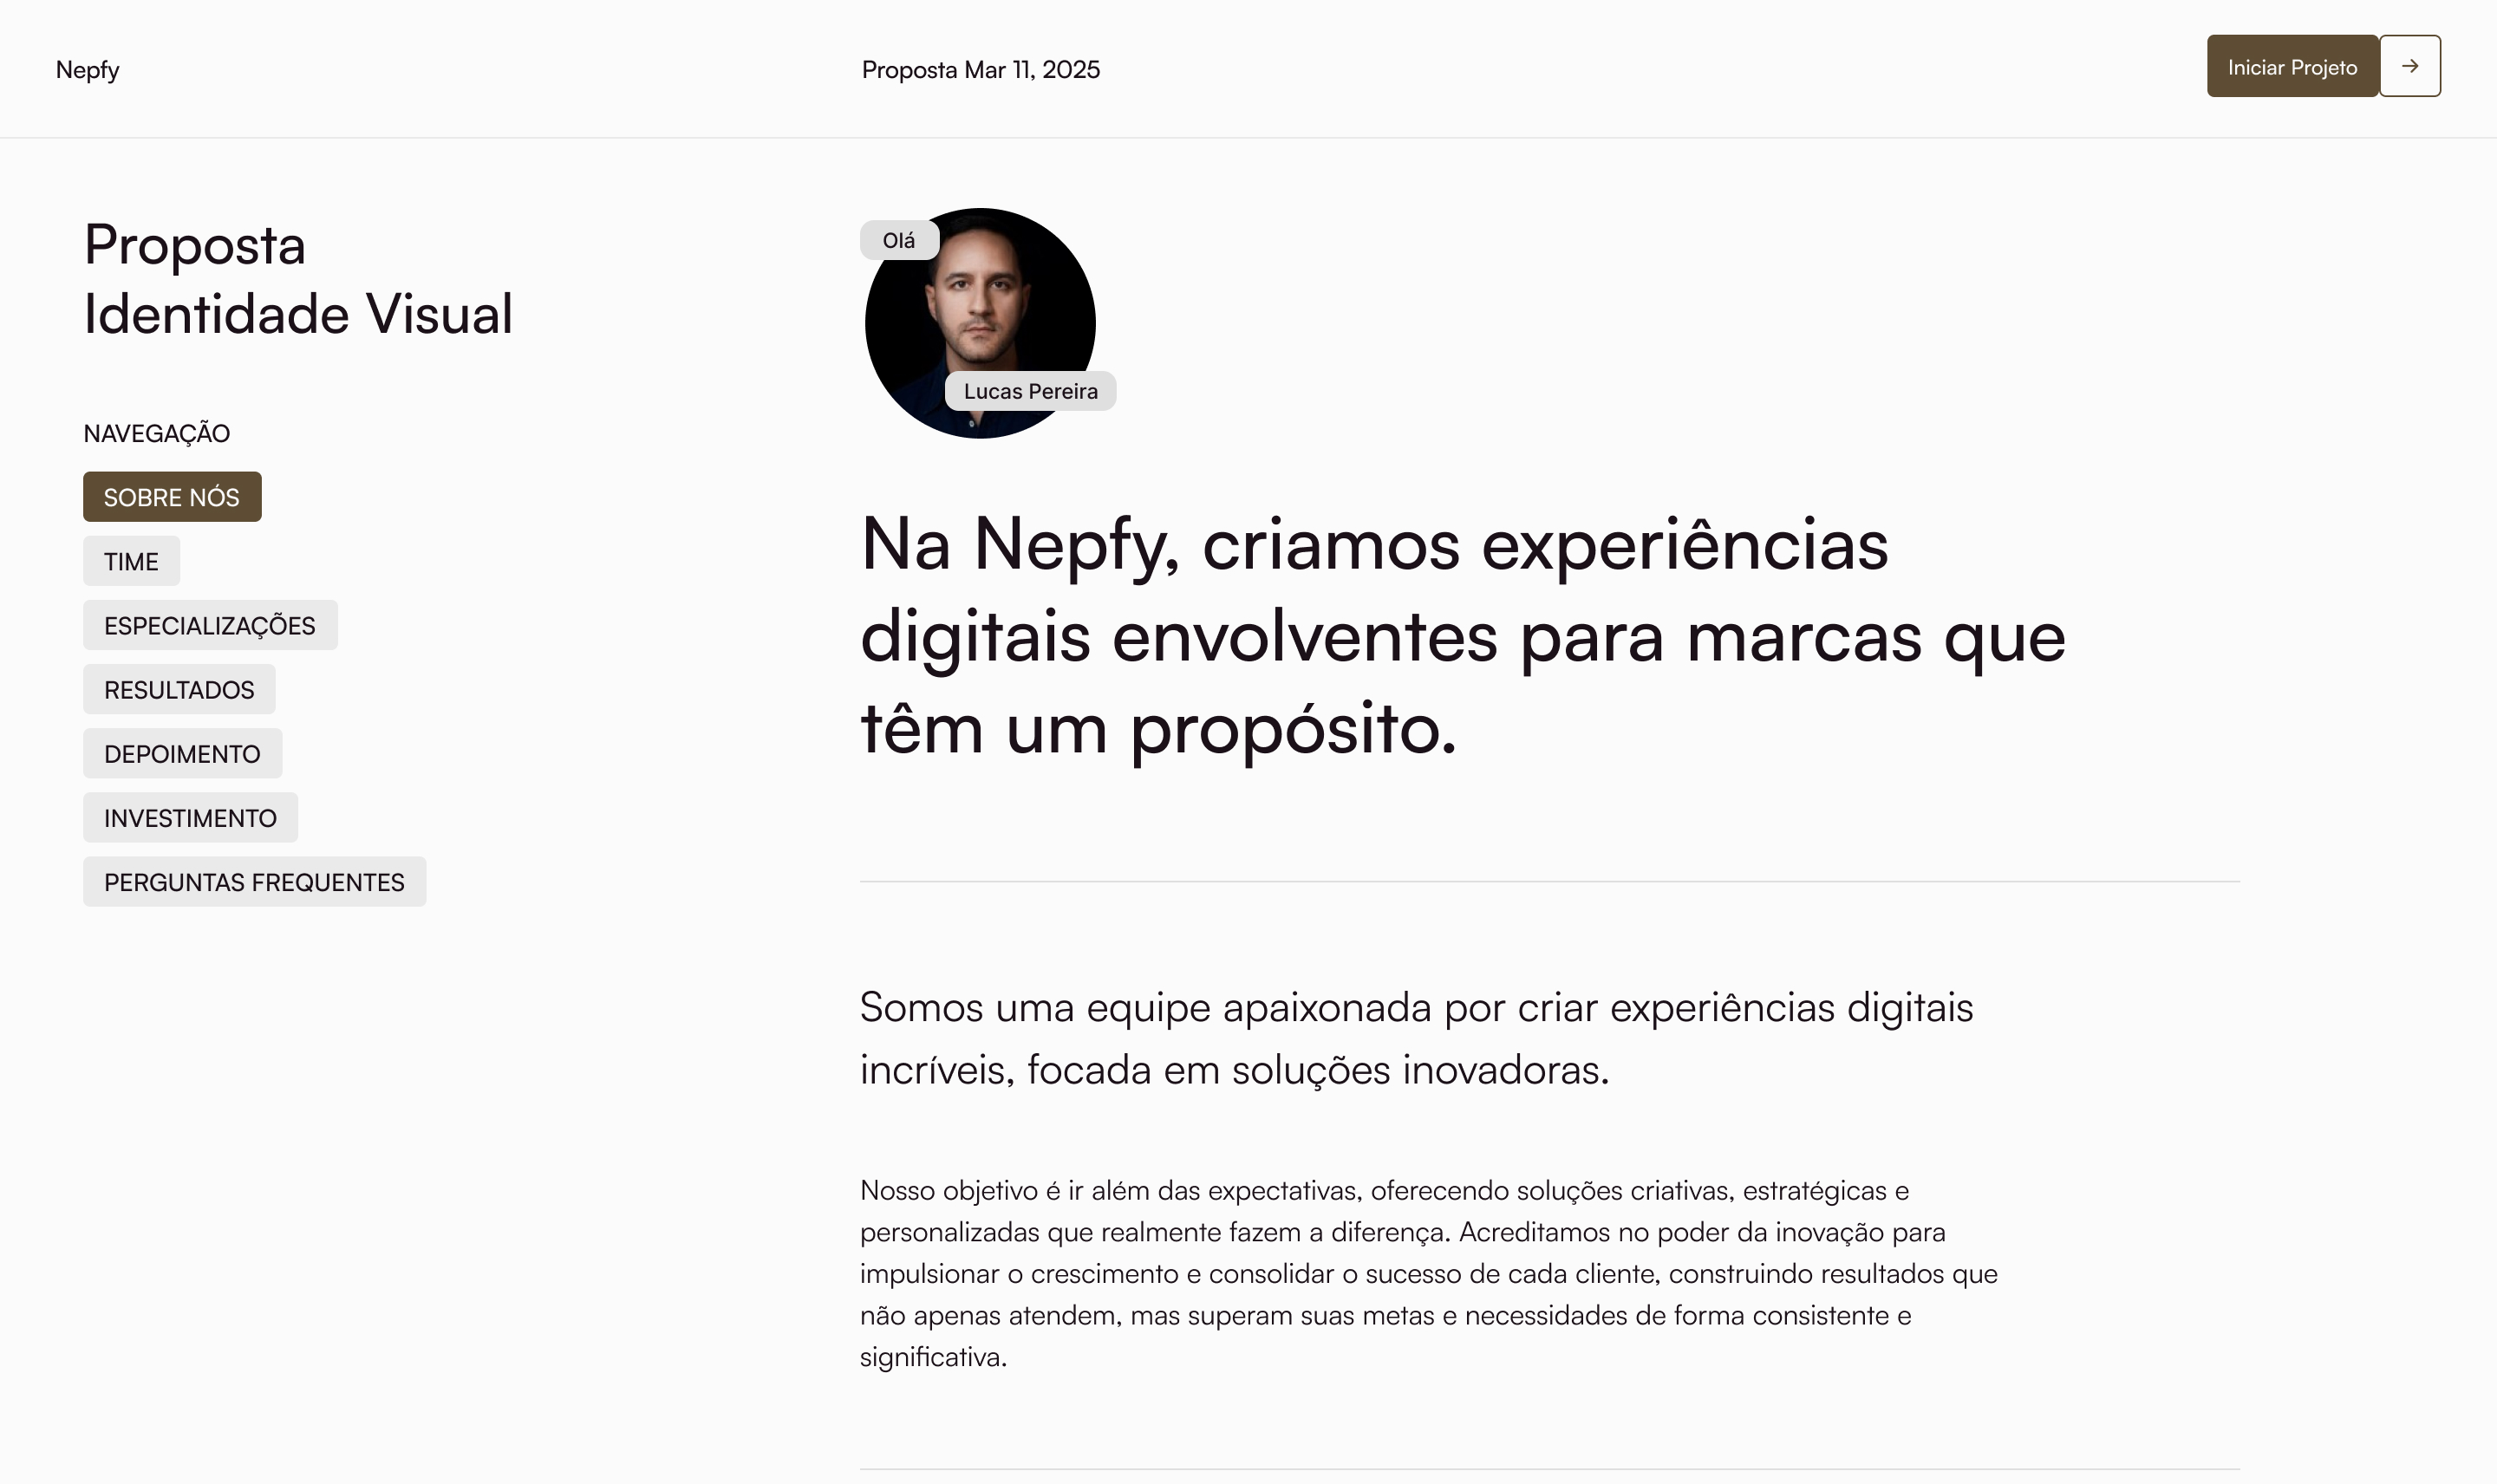 Nepfy
Proposta Mar 11, 2025
Iniciar Projeto →
Proposta
Identidade Visual
NAVEGAÇÃO
SOBRE NÓS
TIME
ESPECIALIZAÇÕES
RESULTADOS
DEPOIMENTO
INVESTIMENTO
PERGUNTAS FREQUENTES
Olá
Lucas Pereira
Na Nepfy, criamos experiências
digitais envolventes para marcas que
têm um propósito.
Somos uma equipe apaixonada por criar experiências digitais
incríveis, focada em soluções inovadoras.
Nosso objetivo é ir além das expectativas, oferecendo soluções criativas, estratégicas e
personalizadas que realmente fazem a diferença. Acreditamos no poder da inovação para
impulsionar o crescimento e consolidar o sucesso de cada cliente, construindo resultados que
não apenas atendem, mas superam suas metas e necessidades de forma consistente e
significativa.